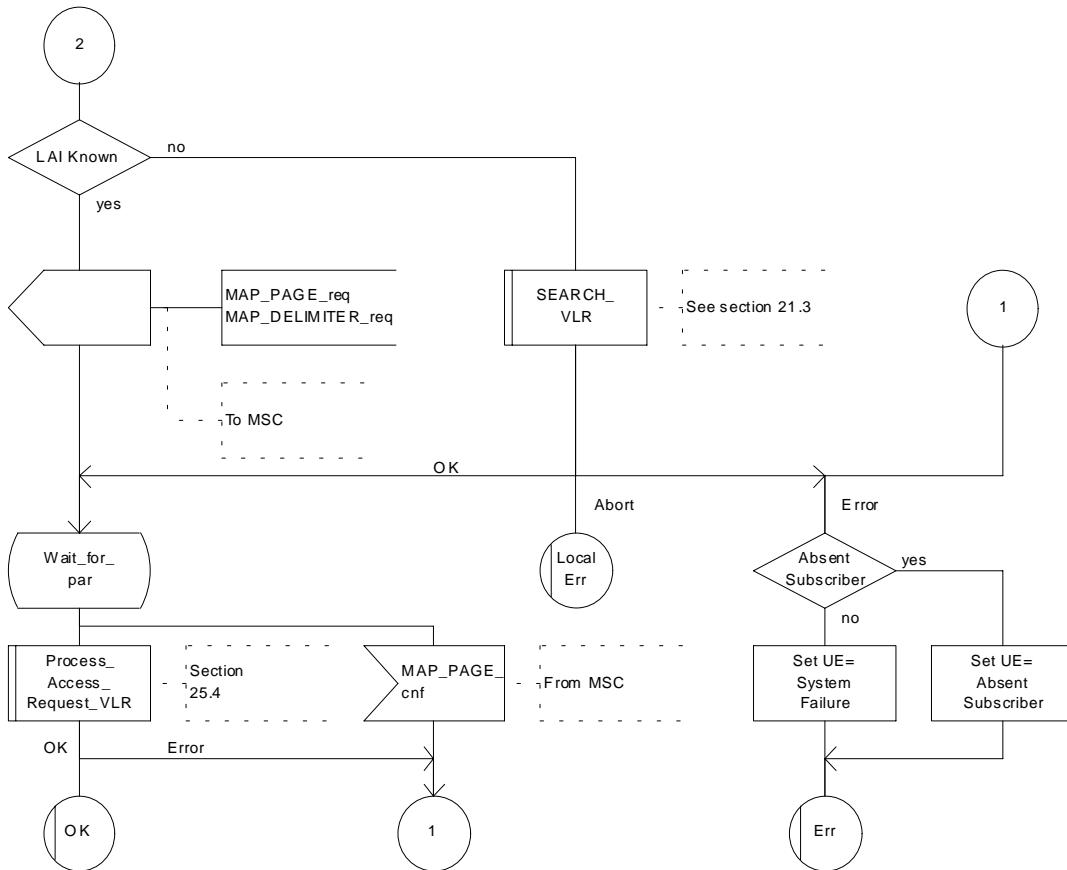 2
LAI Known
no
yes
MAP_PAGE_req
MAP_DELIMITER_req
SEARCH_
VLR
See section 21.3
1
To MSC
OK
Abort
Error
Wait_for_
par
Local
Err
Absent
Subscriber
yes
no
Process_
Access_
Request_VLR
Section
25.4
MAP_PAGE_
cnf
From MSC
Set UE=
System
Failure
Set UE=
Absent
Subscriber
OK
Error
OK
1
Err